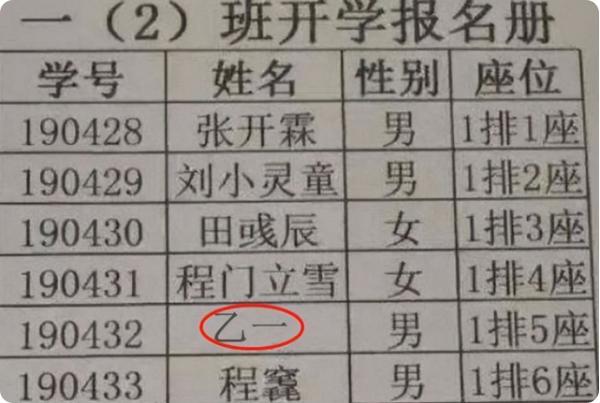 一（2）班开学报名册
学号 姓名 性别 座位
190428 张开霖 男 1排1座
190429 刘小灵童 男 1排2座
190430 田彧辰 女 1排3座
190431 程门立雪 女 1排4座
190432 乙一 男 1排5座
190433 程 男 1排6座